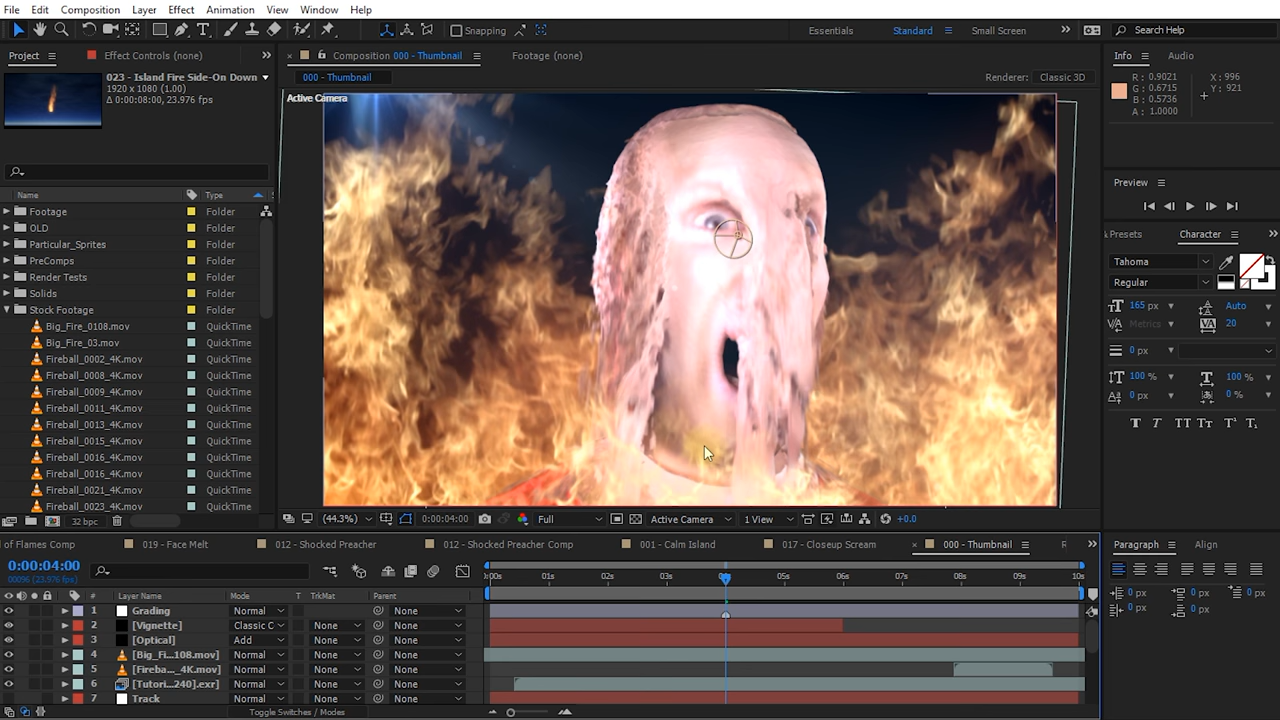 File Edit Composition Layer Effect Animation View Window Help
Snapping Essentials Standard Small Screen Search Help
Project Effect Controls (none) Composition 000 - Thumbnail Footage (none) Info Audio
023 - Island Fire Side-On Down
1920 x 1080 (1.00)
Δ 0:00:08:00, 23.976 fps
000 - Thumbnail Renderer: Classic 3D
Active Camera
R : 0.9021 X : 996
G : 0.6715 Y : 921
B : 0.5736
A : 1.0000
Preview
Presets Character
Tahoma
Regular
165 px Auto
Metrics 20
0 px
100 % 100 %
0 px 0 %
T T TT Tт T¹ T₁
Name Type
Footage Folder
OLD Folder
Particular_Sprites Folder
PreComps Folder
Render Tests Folder
Solids Folder
Stock Footage Folder
Big_Fire_0108.mov QuickTime
Big_Fire_03.mov QuickTime
Fireball_0002_4K.mov QuickTime
Fireball_0008_4K.mov QuickTime
Fireball_0009_4K.mov QuickTime
Fireball_0011_4K.mov QuickTime
Fireball_0013_4K.mov QuickTime
Fireball_0015_4K.mov QuickTime
Fireball_0016_4K.mov QuickTime
Fireball_0016_4K.mov QuickTime
Fireball_0021_4K.mov QuickTime
Fireball_0023_4K.mov QuickTime
32 bpc
(44.3%) 0:00:04:00 Full Active Camera 1 View +0.0
of Flames Comp 019 - Face Melt 012 - Shocked Preacher 012 - Shocked Preacher Comp 001 - Calm Island 017 - Closeup Scream 000 - Thumbnail
Paragraph Align
0 px 0 px 0 px
0 px 0 px
0:00:04:00
00096 (23.976 fps)
:00s 01s 02s 03s 04s 05s 06s 07s 08s 09s 10s
# Layer Name Mode T TrkMat Parent
1 Grading Normal None
2 [Vignette] Classic C None None
3 [Optical] Add None None
4 [Big_Fi...108.mov] Normal None None
5 [Fireba..._4K.mov] Normal None None
6 [Tutori...240].exr] Normal None None
7 Track Normal None None
Toggle Switches / Modes